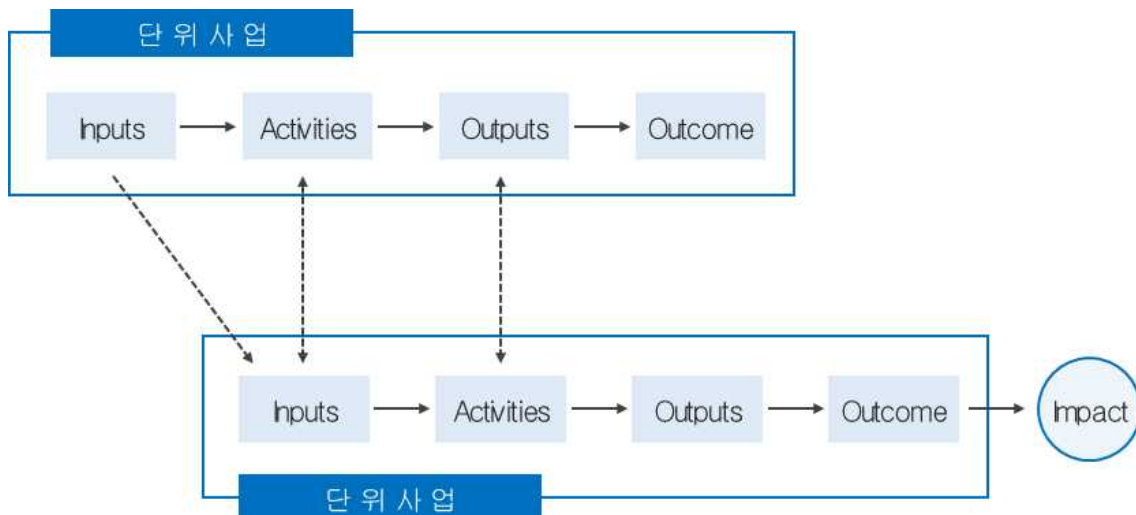 단위사업
Inputs
Activities
Outputs
Outcome
Inputs
Activities
Outputs
Outcome
Impact
단위사업